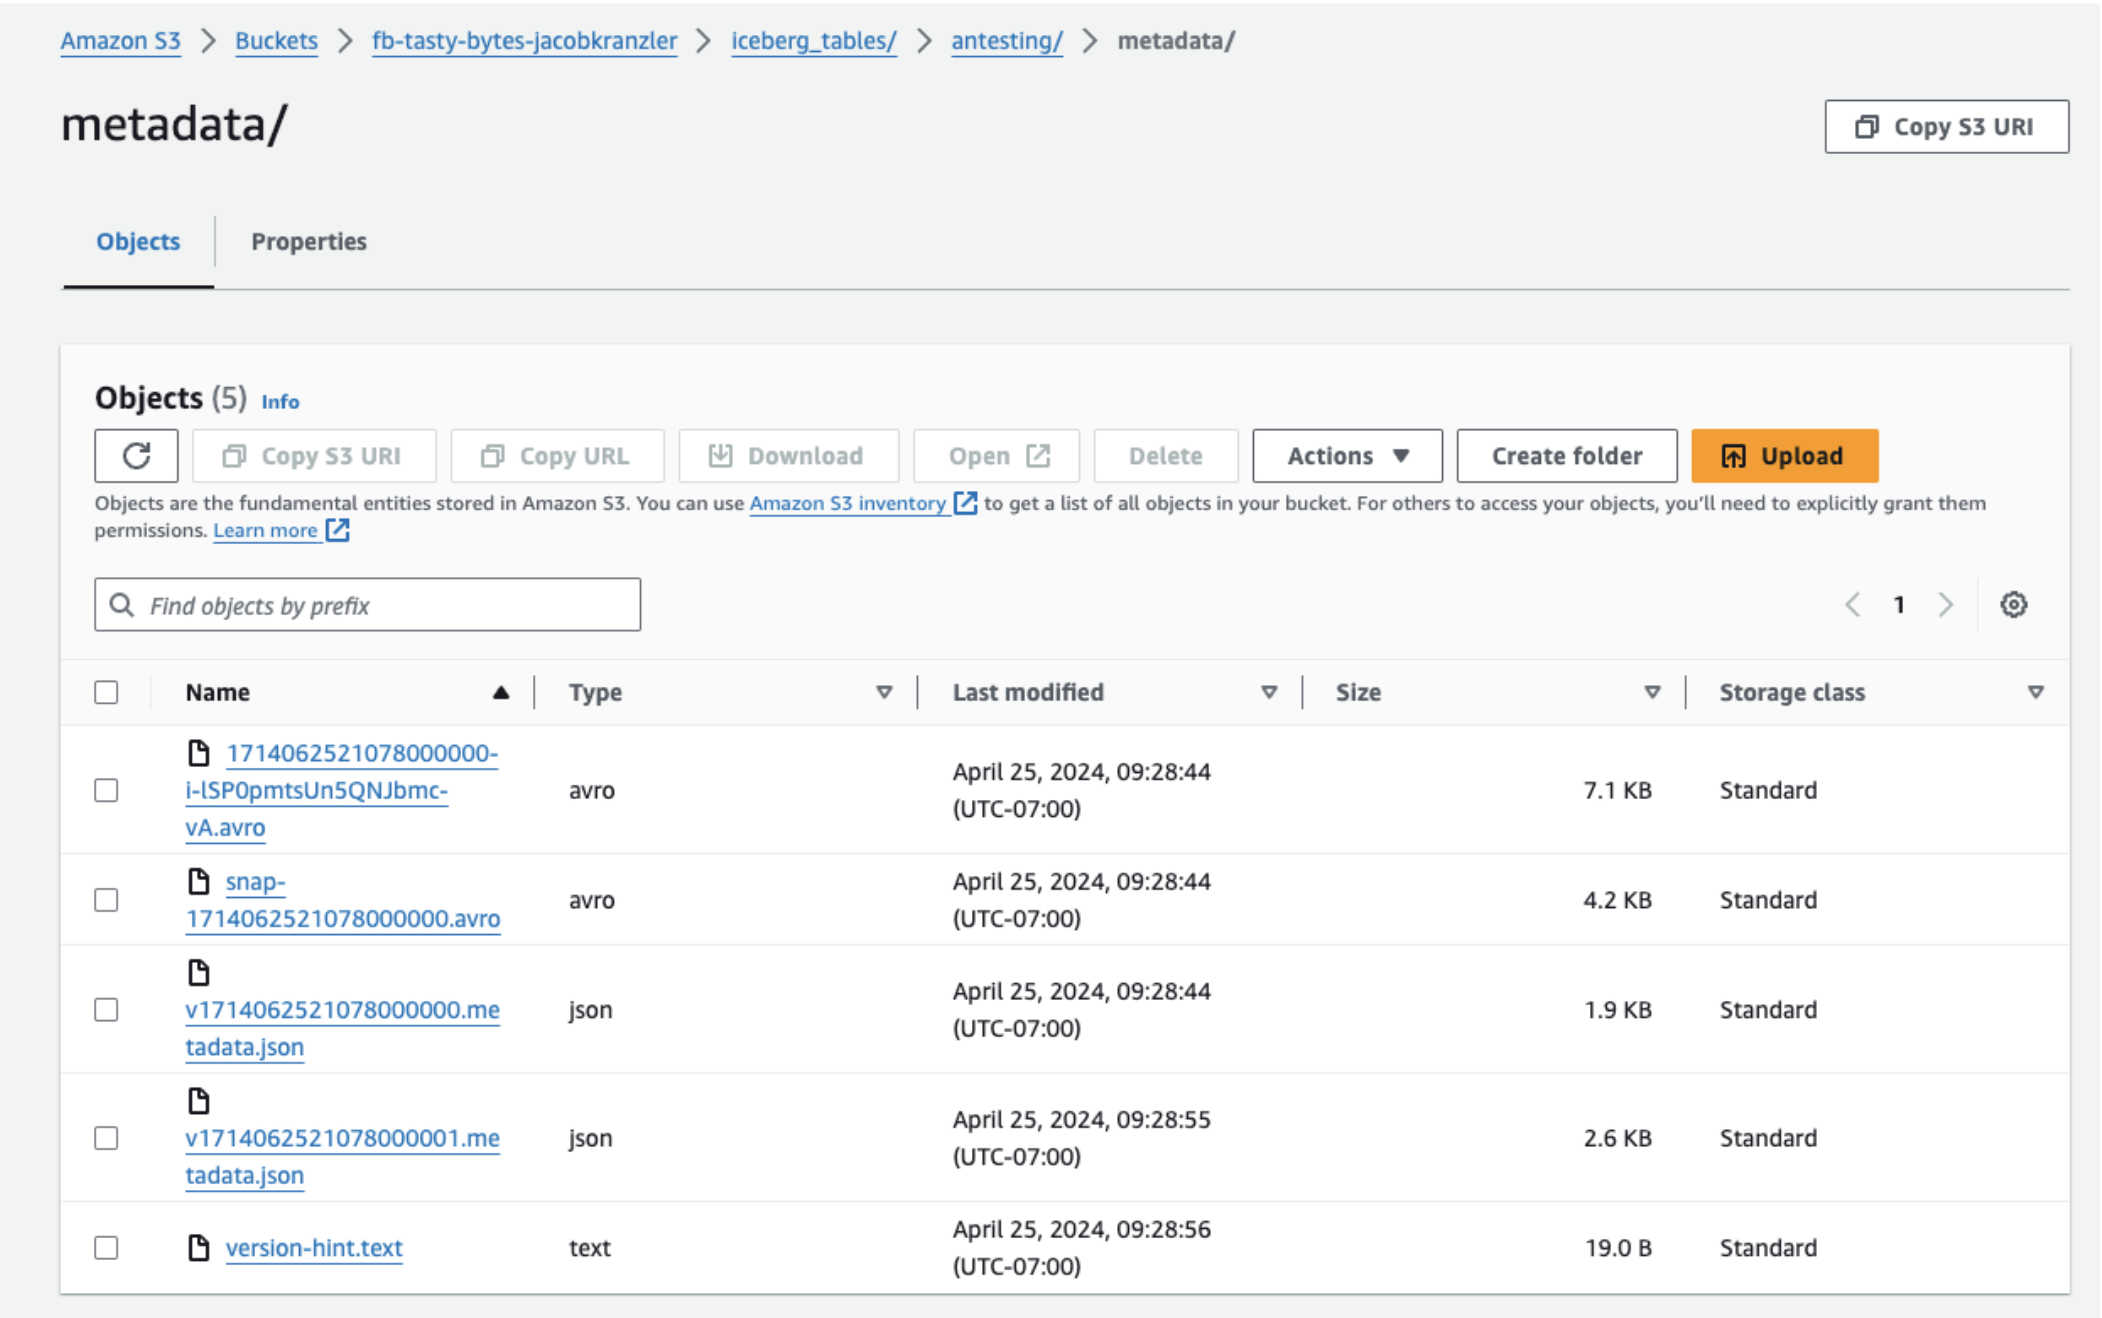 Amazon S3 > Buckets > fb-tasty-bytes-jacobkranzler > iceberg_tables/ > antesting/ > metadata/
metadata/
Copy S3 URI
Objects
Properties
Objects (5) Info
Copy S3 URI
Copy URL
Download
Open
Delete
Actions
Create folder
Upload
Objects are the fundamental entities stored in Amazon S3. You can use Amazon S3 inventory to get a list of all objects in your bucket. For others to access your objects, you'll need to explicitly grant them
permissions. Learn more
Find objects by prefix
1
Name
Type
Last modified
Size
Storage class
1714062521078000000-
i-lSP0pmtsUn5QNJbmc-
vA.avro
avro
April 25, 2024, 09:28:44
(UTC-07:00)
7.1 KB
Standard
snap-
1714062521078000000.avro
avro
April 25, 2024, 09:28:44
(UTC-07:00)
4.2 KB
Standard
v1714062521078000000.me
tadata.json
json
April 25, 2024, 09:28:44
(UTC-07:00)
1.9 KB
Standard
v1714062521078000001.me
tadata.json
json
April 25, 2024, 09:28:55
(UTC-07:00)
2.6 KB
Standard
version-hint.text
text
April 25, 2024, 09:28:56
(UTC-07:00)
19.0 B
Standard